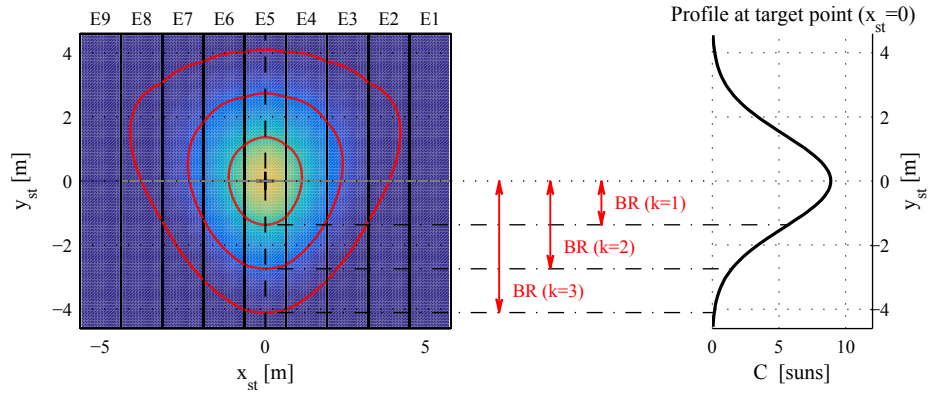 E9 E8 E7 E6 E5 E4 E3 E2 E1
Profile at target point (x_st=0)
4
2
0
−2
−4
y_st [m]
−5 0 5
x_st [m]
BR (k=1)
BR (k=2)
BR (k=3)
4
2
0
−2
−4
y_st [m]
0 5 10
C [suns]